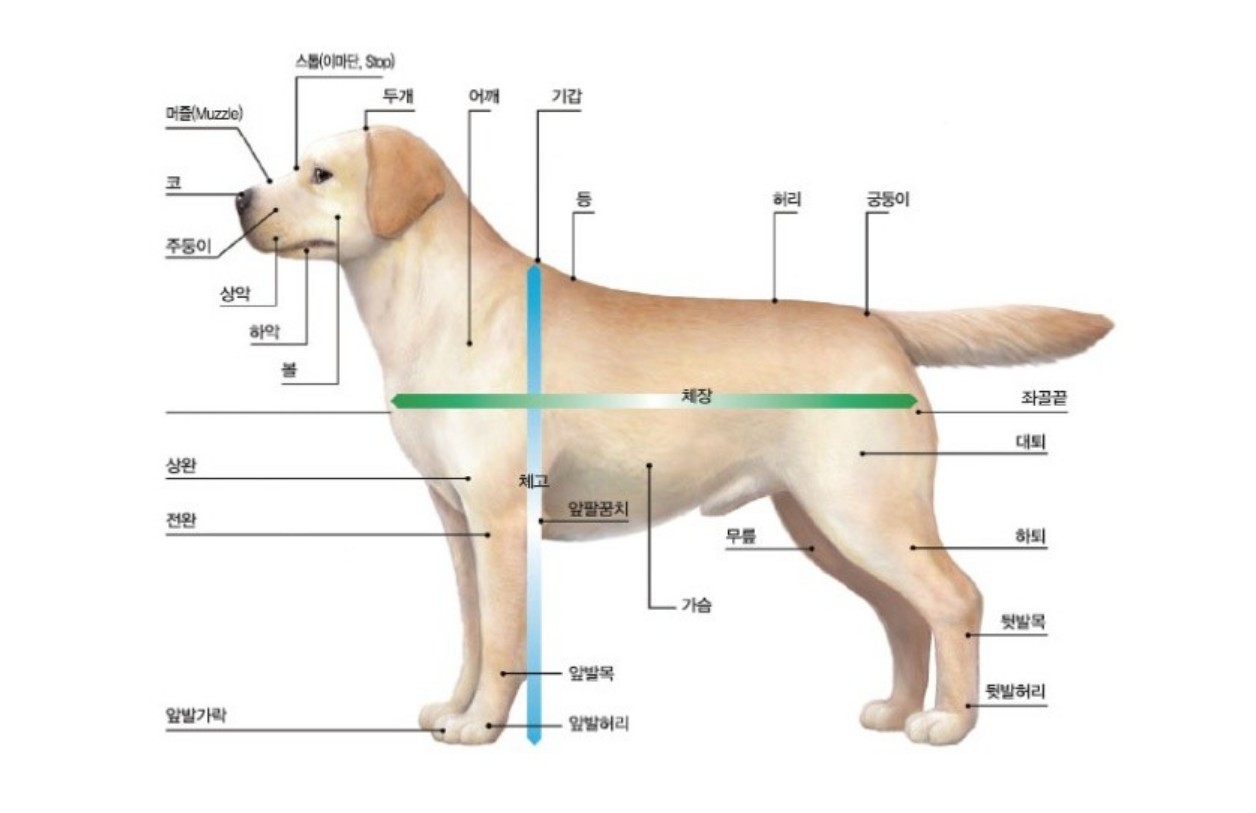 스톱(이마단, Stop)
두개
어깨
기갑
머즐(Muzzle)
코
주둥이
상악
하악
볼
등
허리
궁둥이
체장
좌골끝
대퇴
상완
체고
앞팔꿈치
전완
무릎
하퇴
가슴
뒷발목
앞발목
뒷발허리
앞발가락
앞발허리